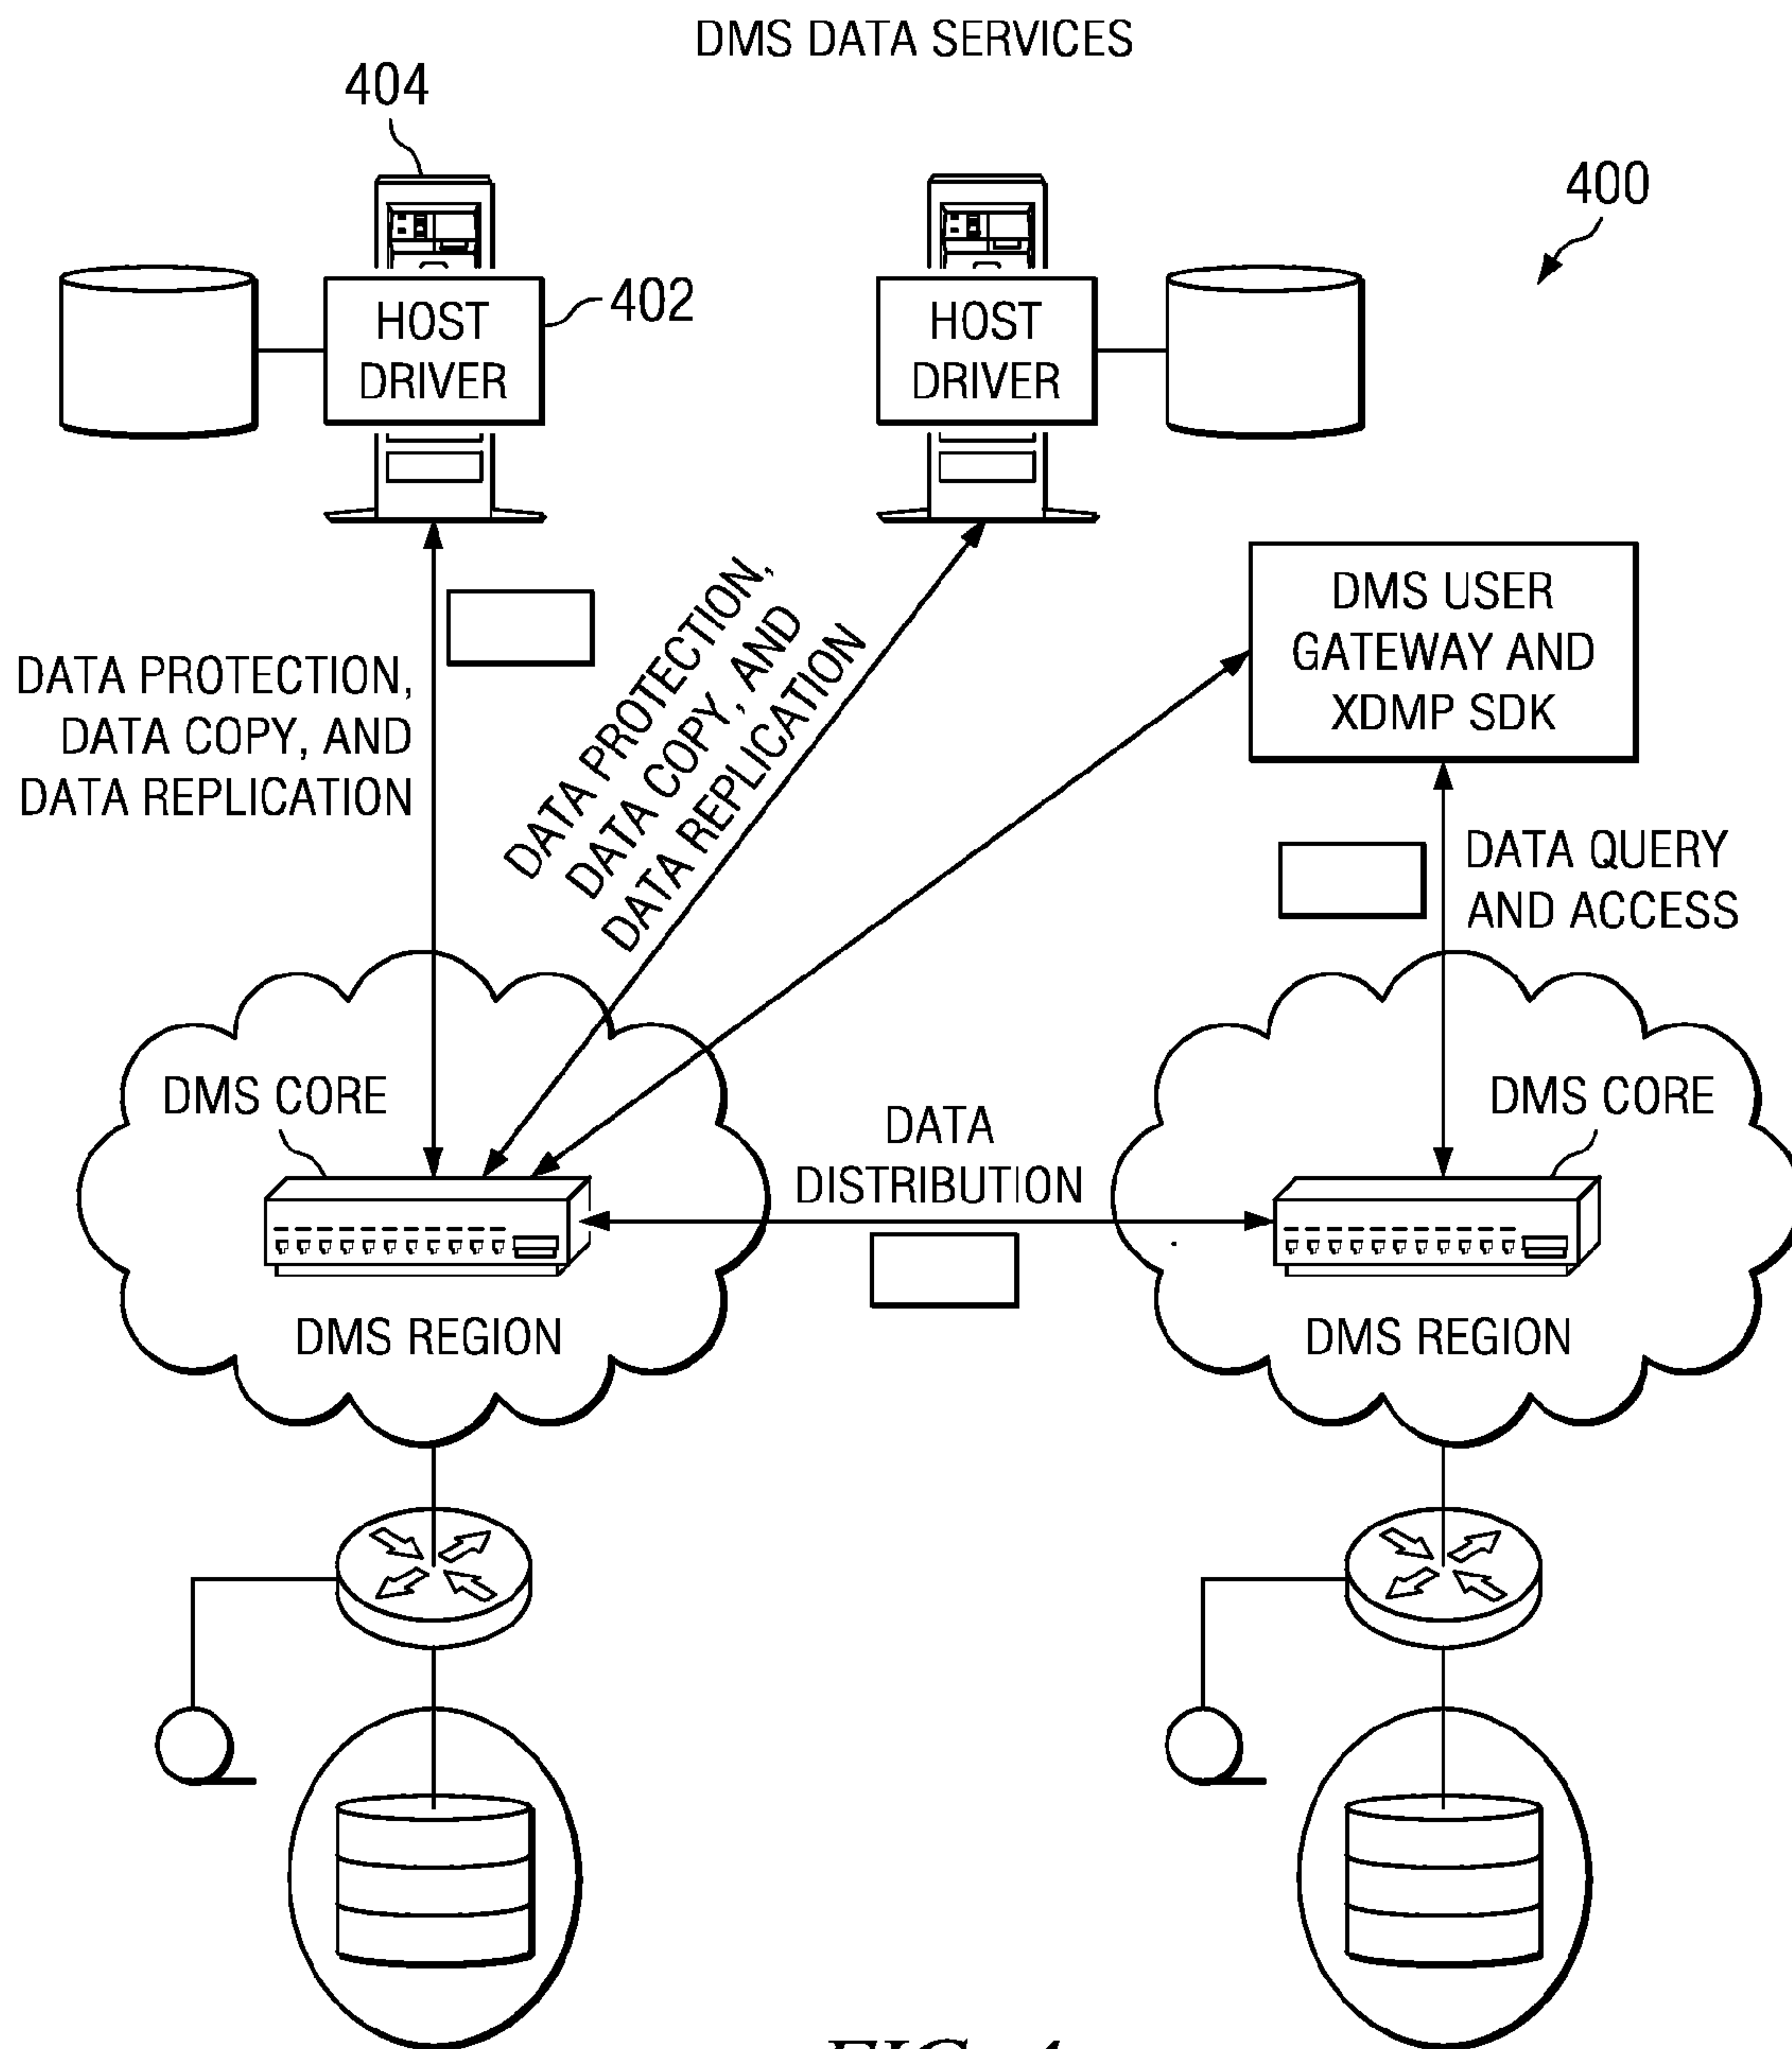 DMS DATA SERVICES
404
400
HOST
DRIVER
402
HOST
DRIVER
DMS USER
GATEWAY AND
XDMP SDK
DATA PROTECTION,
DATA COPY, AND
DATA REPLICATION
DATA PROTECTION,
DATA COPY, AND
DATA REPLICATION
DATA QUERY
AND ACCESS
DMS CORE
DATA
DISTRIBUTION
DMS CORE
DMS REGION
DMS REGION
FIG. 4